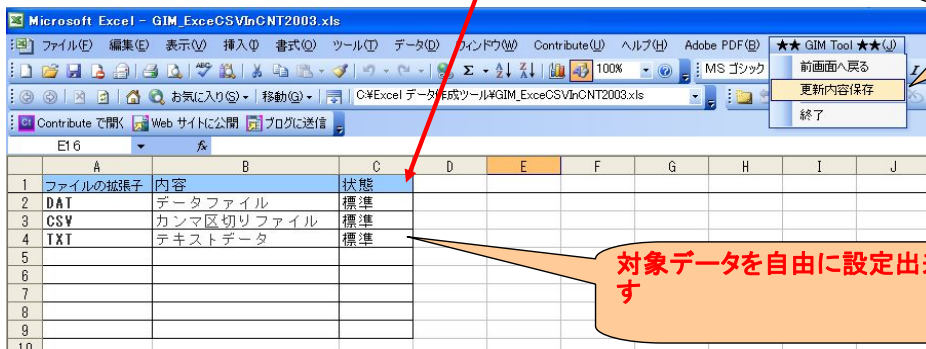 Microsoft Excel - GIM_ExceCSVInCNT2003.xls
ファイル(F) 編集(E) 表示(V) 挿入(I) 書式(O) ツール(T) データ(D) ウィンドウ(W) Contribute(U) ヘルプ(H) Adobe PDF(B) ★★ GIM Tool ★★(J)
100% MS ゴシック 前画面へ戻る
お気に入り(S) 移動(G) C:¥Excel データ作成ツール¥GIM_ExceCSVInCNT2003.xls 更新内容保存
Contribute で開く Web サイトに公開 ブログに送信 終了
E16 fx
A B C D E F G H I J
1 ファイルの拡張子 内容 状態
2 DAT データファイル 標準
3 CSV カンマ区切りファイル 標準
4 TXT テキストデータ 標準
5
6
7
8
9
10
対象データを自由に設定出
す